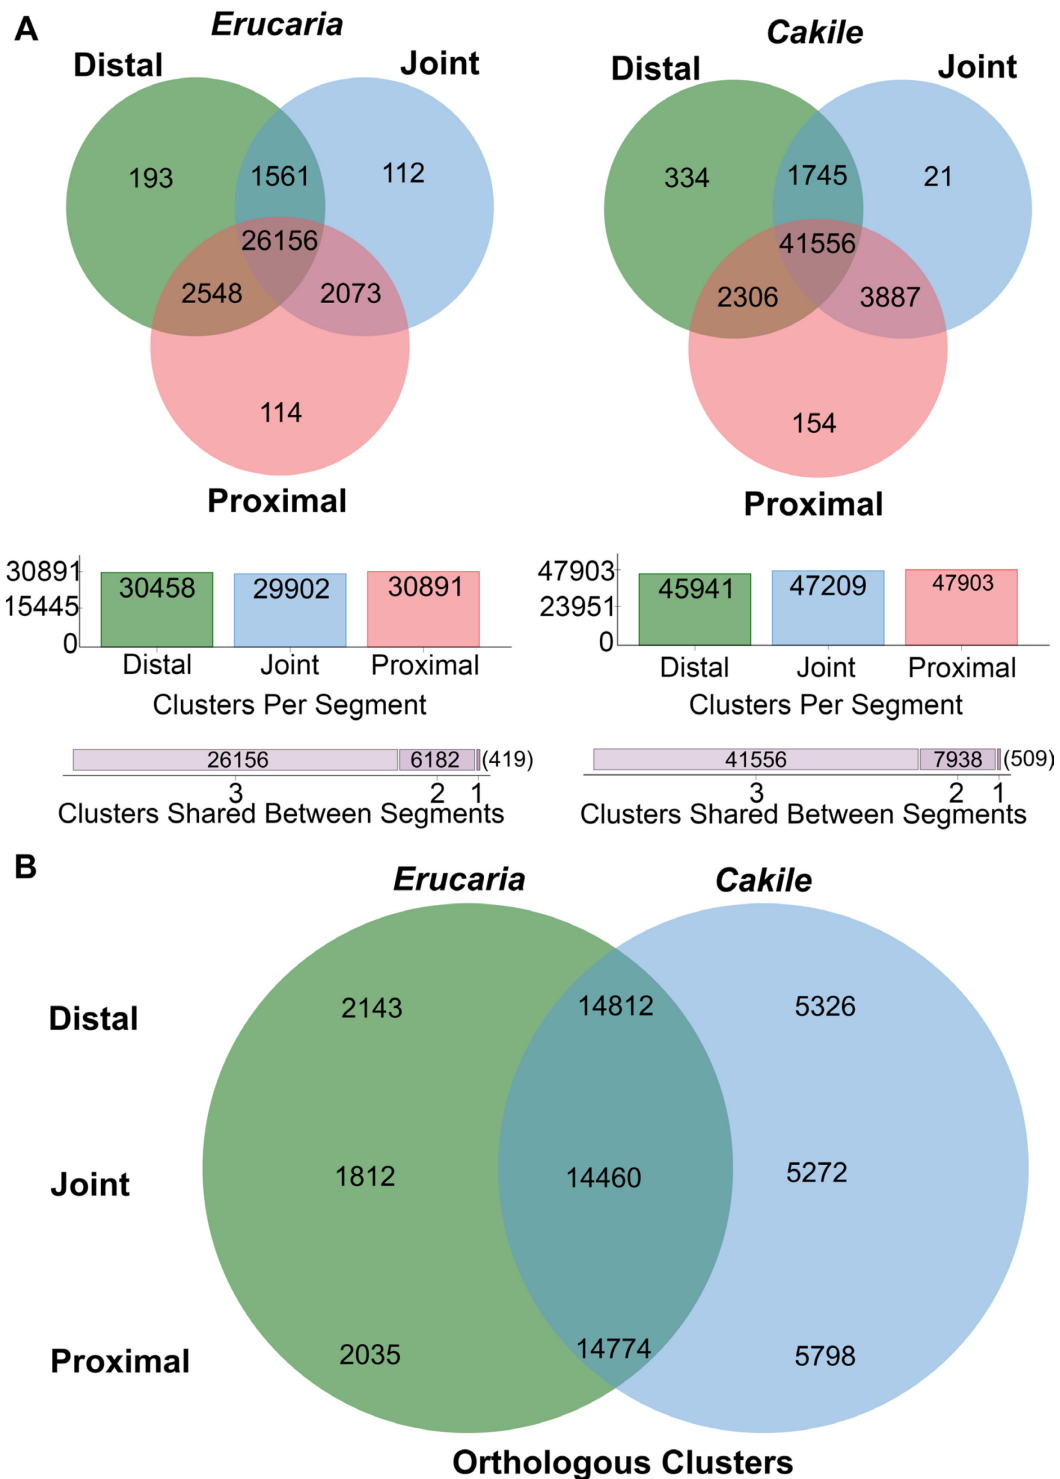 A
Erucaria
Cakile
Distal
Joint
Distal
Joint
193
1561
112
334
1745
21
26156
41556
2548
2073
2306
3887
114
154
Proximal
Proximal
30891
15445
0
30458
29902
30891
Distal
Joint
Proximal
Clusters Per Segment
47903
23951
0
45941
47209
47903
Distal
Joint
Proximal
Clusters Per Segment
26156
6182
(419)
3
2
1
Clusters Shared Between Segments
41556
7938
(509)
3
2
1
Clusters Shared Between Segments
B
Erucaria
Cakile
Distal
2143
14812
5326
Joint
1812
14460
5272
Proximal
2035
14774
5798
Orthologous Clusters